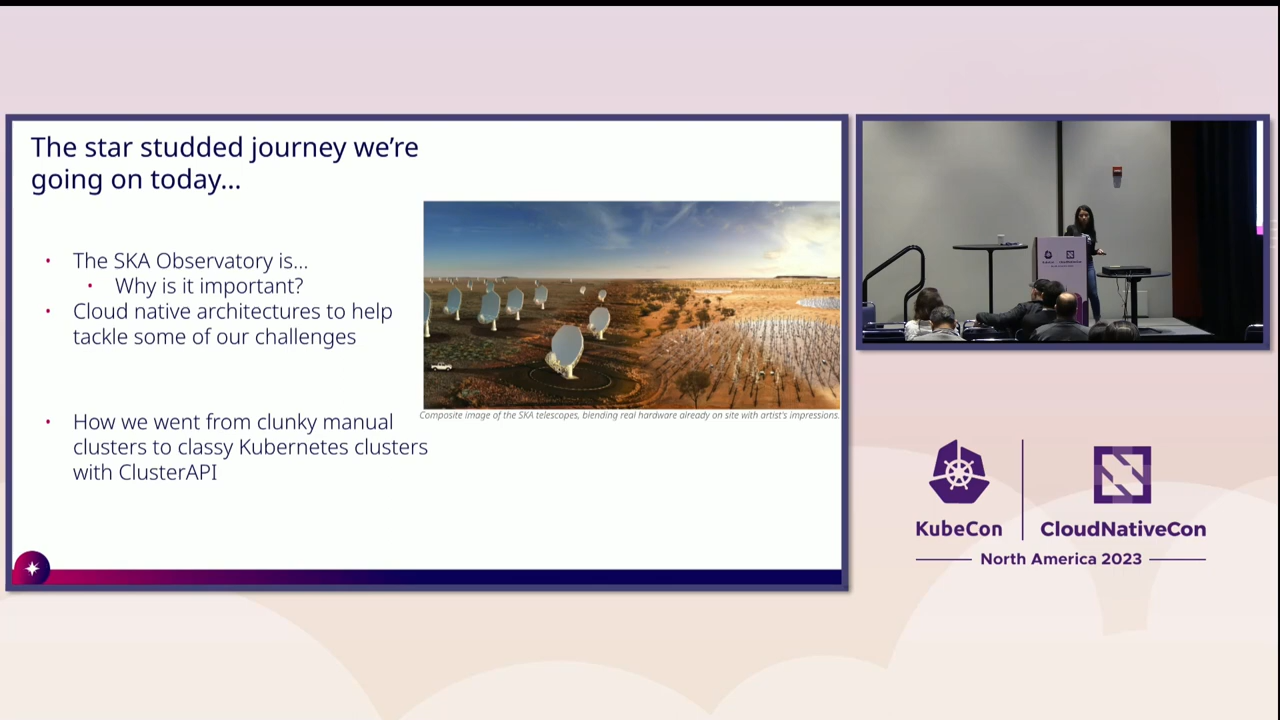 The star studded journey we're
going on today...
• The SKA Observatory is...
• Why is it important?
• Cloud native architectures to help
tackle some of our challenges
• How we went from clunky manual
clusters to classy Kubernetes clusters
with ClusterAPI
Composite image of the SKA telescopes, blending real hardware already on site with artist's impressions.
KubeCon
CloudNativeCon
North America 2023